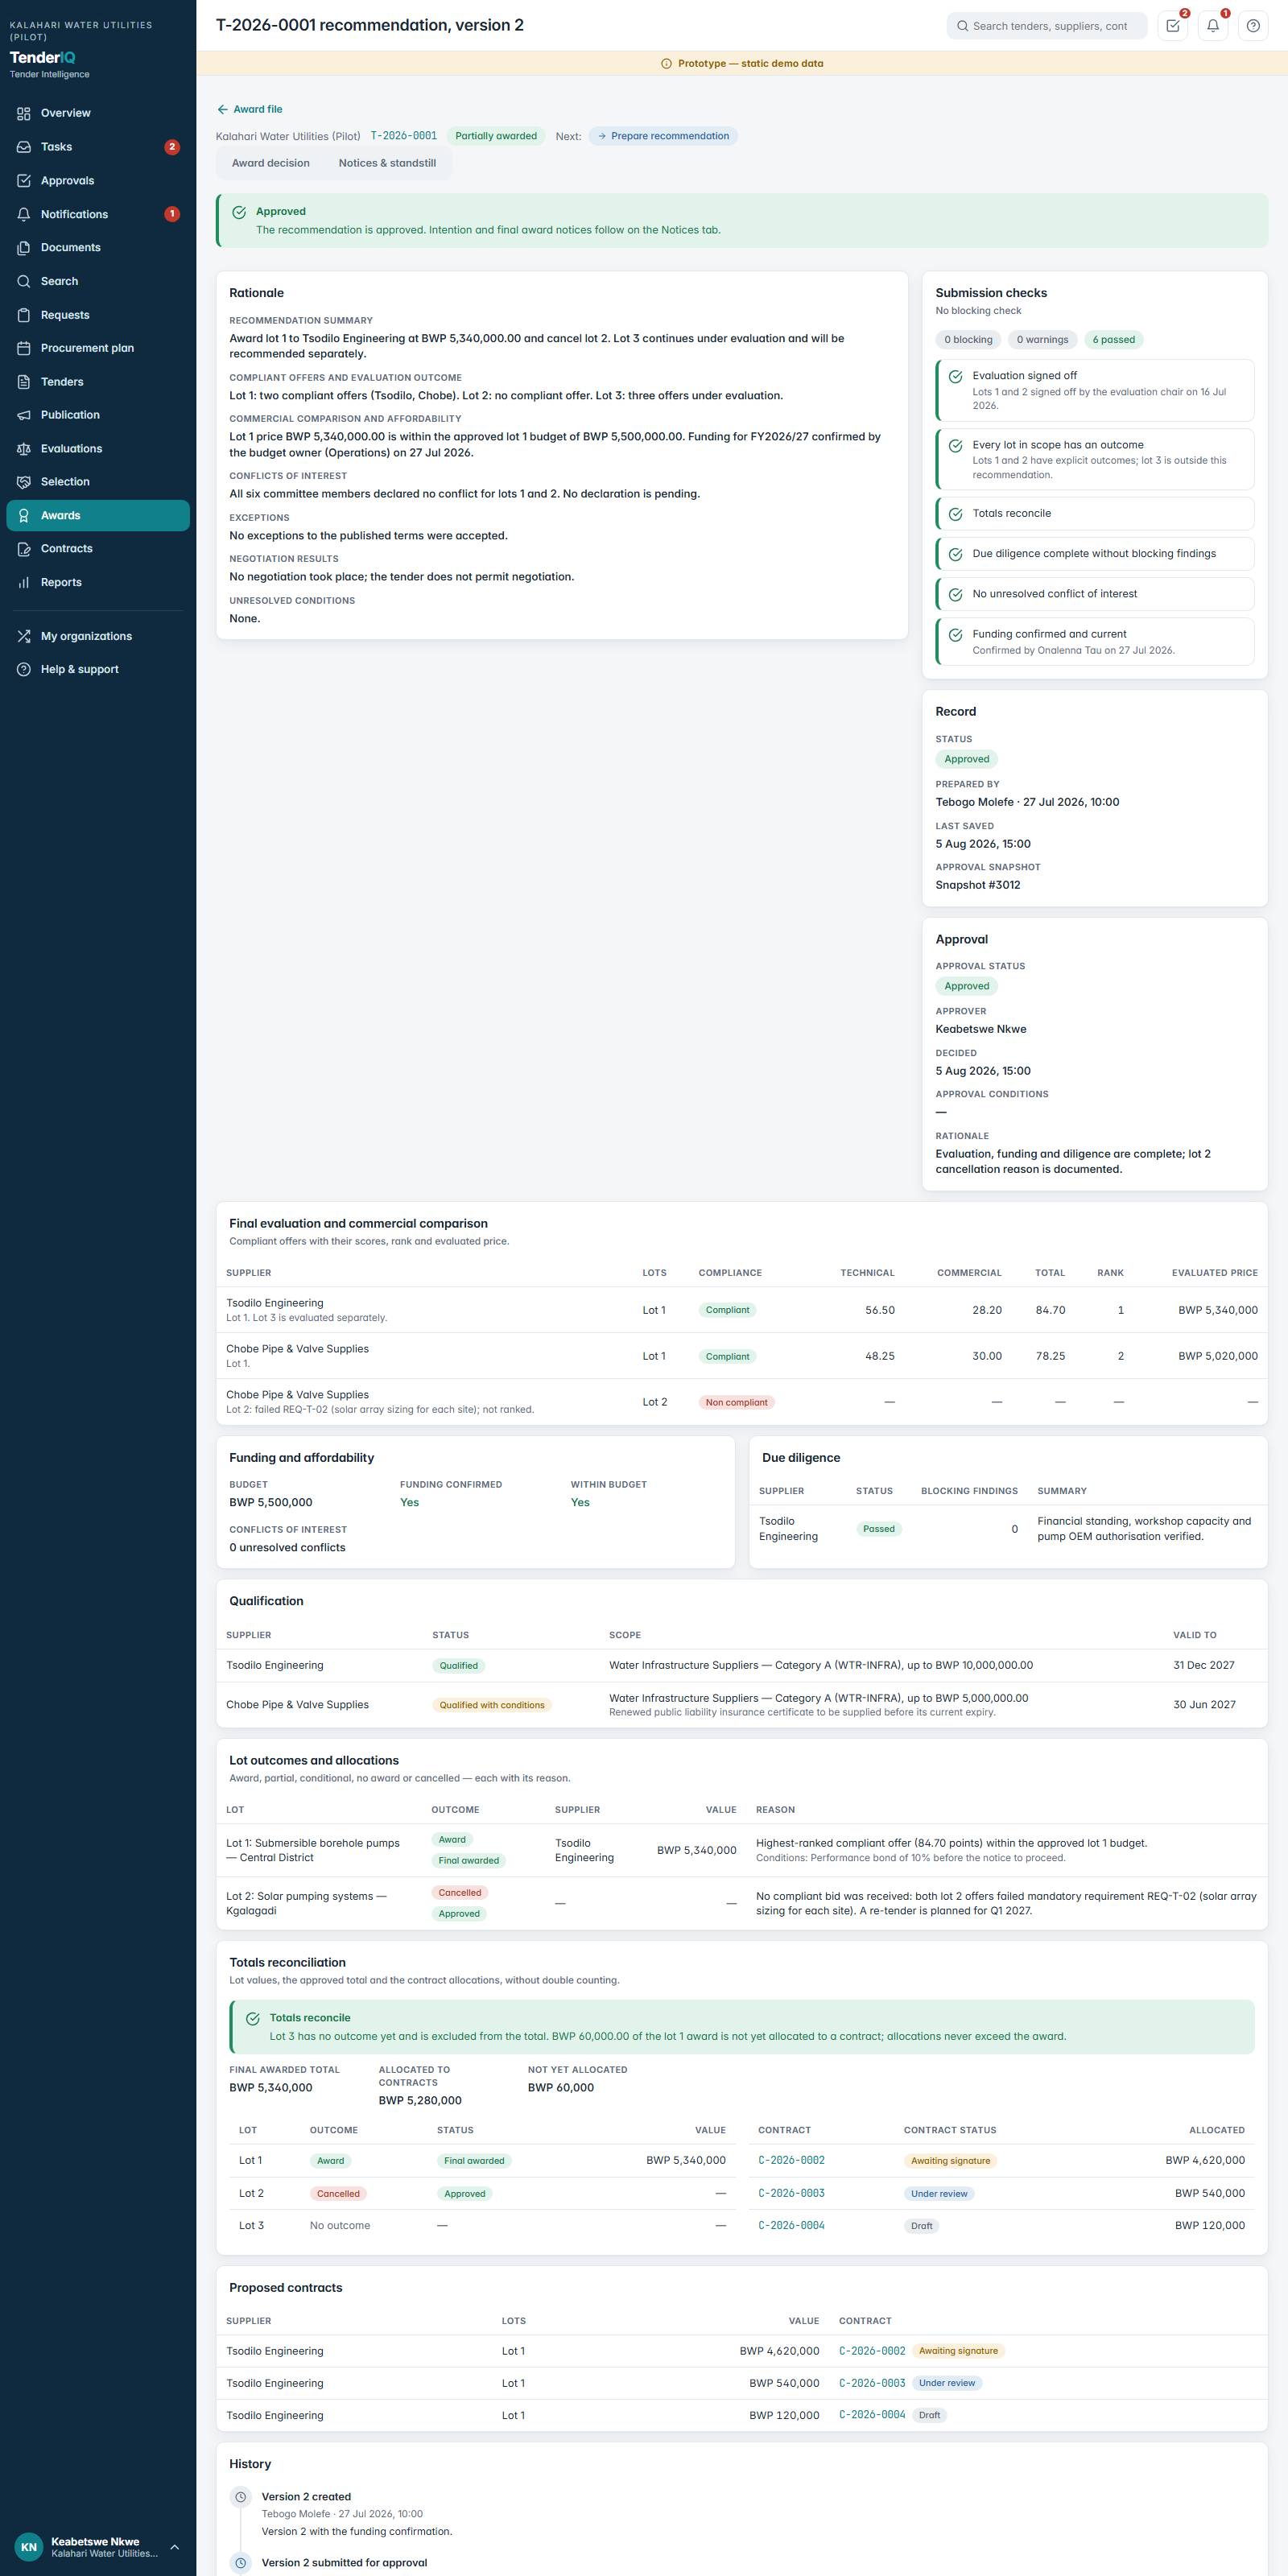 KALAHARI WATER UTILITIES
(PILOT)
TenderIQ
Tender Intelligence
Overview
Tasks 2
Approvals
Notifications 1
Documents
Search
Requests
Procurement plan
Tenders
Publication
Evaluations
Selection
Awards
Contracts
Reports
My organizations
Help & support
KN
Keabetswe Nkwe
Kalahari Water Utilities...
T-2026-0001 recommendation, version 2
Search tenders, suppliers, cont
2
1
Prototype — static demo data
Award file
Kalahari Water Utilities (Pilot) T-2026-0001 Partially awarded Next: Prepare recommendation
Award decision Notices & standstill
Approved
The recommendation is approved. Intention and final award notices follow on the Notices tab.
Rationale
RECOMMENDATION SUMMARY
Award lot 1 to Tsodilo Engineering at BWP 5,340,000.00 and cancel lot 2. Lot 3 continues under evaluation and will be
recommended separately.
COMPLIANT OFFERS AND EVALUATION OUTCOME
Lot 1: two compliant offers (Tsodilo, Chobe). Lot 2: no compliant offer. Lot 3: three offers under evaluation.
COMMERCIAL COMPARISON AND AFFORDABILITY
Lot 1 price BWP 5,340,000.00 is within the approved lot 1 budget of BWP 5,500,000.00. Funding for FY2026/27 confirmed by
the budget owner (Operations) on 27 Jul 2026.
CONFLICTS OF INTEREST
All six committee members declared no conflict for lots 1 and 2. No declaration is pending.
EXCEPTIONS
No exceptions to the published terms were accepted.
NEGOTIATION RESULTS
No negotiation took place; the tender does not permit negotiation.
UNRESOLVED CONDITIONS
None.
Submission checks
No blocking check
0 blocking 0 warnings 6 passed
Evaluation signed off
Lots 1 and 2 signed off by the evaluation chair on 16 Jul
2026.
Every lot in scope has an outcome
Lots 1 and 2 have explicit outcomes; lot 3 is outside this
recommendation.
Totals reconcile
Due diligence complete without blocking findings
No unresolved conflict of interest
Funding confirmed and current
Confirmed by Onalenna Tau on 27 Jul 2026.
Record
STATUS
Approved
PREPARED BY
Tebogo Molefe · 27 Jul 2026, 10:00
LAST SAVED
5 Aug 2026, 15:00
APPROVAL SNAPSHOT
Snapshot #3012
Approval
APPROVAL STATUS
Approved
APPROVER
Keabetswe Nkwe
DECIDED
5 Aug 2026, 15:00
APPROVAL CONDITIONS
—
RATIONALE
Evaluation, funding and diligence are complete; lot 2
cancellation reason is documented.
Final evaluation and commercial comparison
Compliant offers with their scores, rank and evaluated price.
SUPPLIER LOTS COMPLIANCE TECHNICAL COMMERCIAL TOTAL RANK EVALUATED PRICE
Tsodilo Engineering Lot 1 Compliant 56.50 28.20 84.70 1 BWP 5,340,000
Lot 1. Lot 3 is evaluated separately.
Chobe Pipe & Valve Supplies Lot 1 Compliant 48.25 30.00 78.25 2 BWP 5,020,000
Lot 1.
Chobe Pipe & Valve Supplies Lot 2 Non compliant — — — — —
Lot 2: failed REQ-T-02 (solar array sizing for each site); not ranked.
Funding and affordability
BUDGET FUNDING CONFIRMED WITHIN BUDGET
BWP 5,500,000 Yes Yes
CONFLICTS OF INTEREST
0 unresolved conflicts
Due diligence
SUPPLIER STATUS BLOCKING FINDINGS SUMMARY
Tsodilo Engineering Passed 0 Financial standing, workshop capacity and
pump OEM authorisation verified.
Qualification
SUPPLIER STATUS SCOPE VALID TO
Tsodilo Engineering Qualified Water Infrastructure Suppliers — Category A (WTR-INFRA), up to BWP 10,000,000.00 31 Dec 2027
Chobe Pipe & Valve Supplies Qualified with conditions Water Infrastructure Suppliers — Category A (WTR-INFRA), up to BWP 5,000,000.00 30 Jun 2027
Renewed public liability insurance certificate to be supplied before its current expiry.
Lot outcomes and allocations
Award, partial, conditional, no award or cancelled — each with its reason.
LOT OUTCOME SUPPLIER VALUE REASON
Lot 1: Submersible borehole pumps
— Central District
Award
Final awarded
Tsodilo
Engineering
BWP 5,340,000
Highest-ranked compliant offer (84.70 points) within the approved lot 1 budget.
Conditions: Performance bond of 10% before the notice to proceed.
Lot 2: Solar pumping systems —
Kgalagadi
Cancelled
Approved
—
—
No compliant bid was received: both lot 2 offers failed mandatory requirement REQ-T-02 (solar array
sizing for each site). A re-tender is planned for Q1 2027.
Totals reconciliation
Lot values, the approved total and the contract allocations, without double counting.
Totals reconcile
Lot 3 has no outcome yet and is excluded from the total. BWP 60,000.00 of the lot 1 award is not yet allocated to a contract; allocations never exceed the award.
FINAL AWARDED TOTAL
BWP 5,340,000
ALLOCATED TO
CONTRACTS
BWP 5,280,000
NOT YET ALLOCATED
BWP 60,000
LOT OUTCOME STATUS VALUE
Lot 1 Award Final awarded BWP 5,340,000
Lot 2 Cancelled Approved —
Lot 3 No outcome — —
CONTRACT CONTRACT STATUS ALLOCATED
C-2026-0002 Awaiting signature BWP 4,620,000
C-2026-0003 Under review BWP 540,000
C-2026-0004 Draft BWP 120,000
Proposed contracts
SUPPLIER LOTS VALUE CONTRACT
Tsodilo Engineering Lot 1 BWP 4,620,000 C-2026-0002 Awaiting signature
Tsodilo Engineering Lot 1 BWP 540,000 C-2026-0003 Under review
Tsodilo Engineering Lot 1 BWP 120,000 C-2026-0004 Draft
History
Version 2 created
Tebogo Molefe · 27 Jul 2026, 10:00
Version 2 with the funding confirmation.
Version 2 submitted for approval